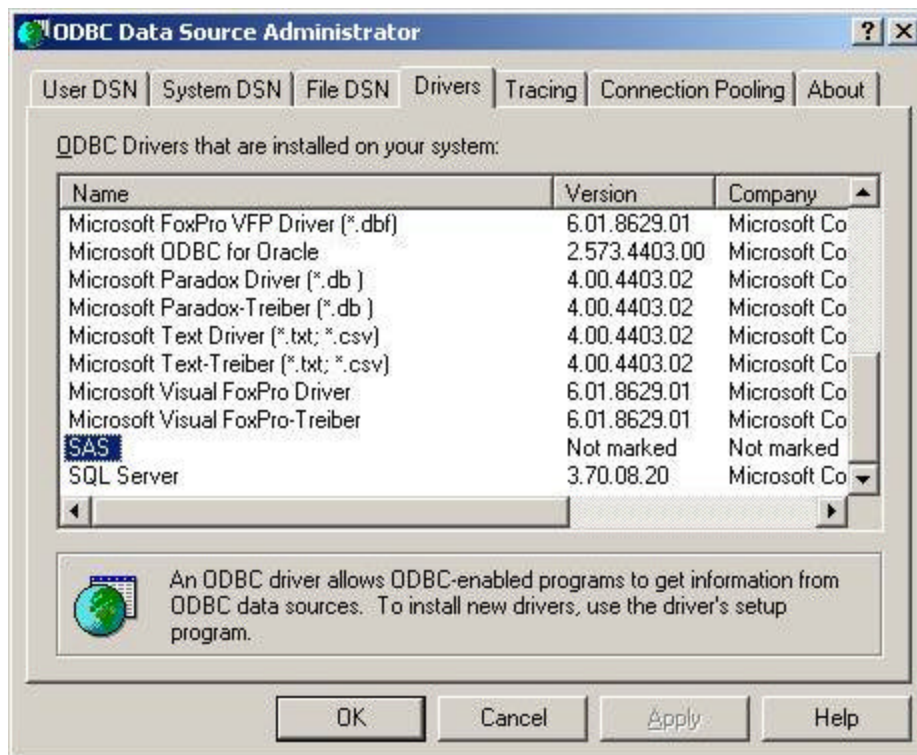 ODBC Data Source Administrator
User DSN System DSN File DSN Drivers Tracing Connection Pooling About
ODBC Drivers that are installed on your system:
Name Version Company
Microsoft FoxPro VFP Driver (*.dbf) 6.01.8629.01 Microsoft Co
Microsoft ODBC for Oracle 2.573.4403.00 Microsoft Co
Microsoft Paradox Driver (*.db ) 4.00.4403.02 Microsoft Co
Microsoft Paradox-Treiber (*.db ) 4.00.4403.02 Microsoft Co
Microsoft Text Driver (*.txt; *.csv) 4.00.4403.02 Microsoft Co
Microsoft Text-Treiber (*.txt; *.csv) 4.00.4403.02 Microsoft Co
Microsoft Visual FoxPro Driver 6.01.8629.01 Microsoft Co
Microsoft Visual FoxPro-Treiber 6.01.8629.01 Microsoft Co
SAS Not marked Not marked
SQL Server 3.70.08.20 Microsoft Co
An ODBC driver allows ODBC-enabled programs to get information from
ODBC data sources.  To install new drivers, use the driver's setup
program.
OK Cancel Apply Help